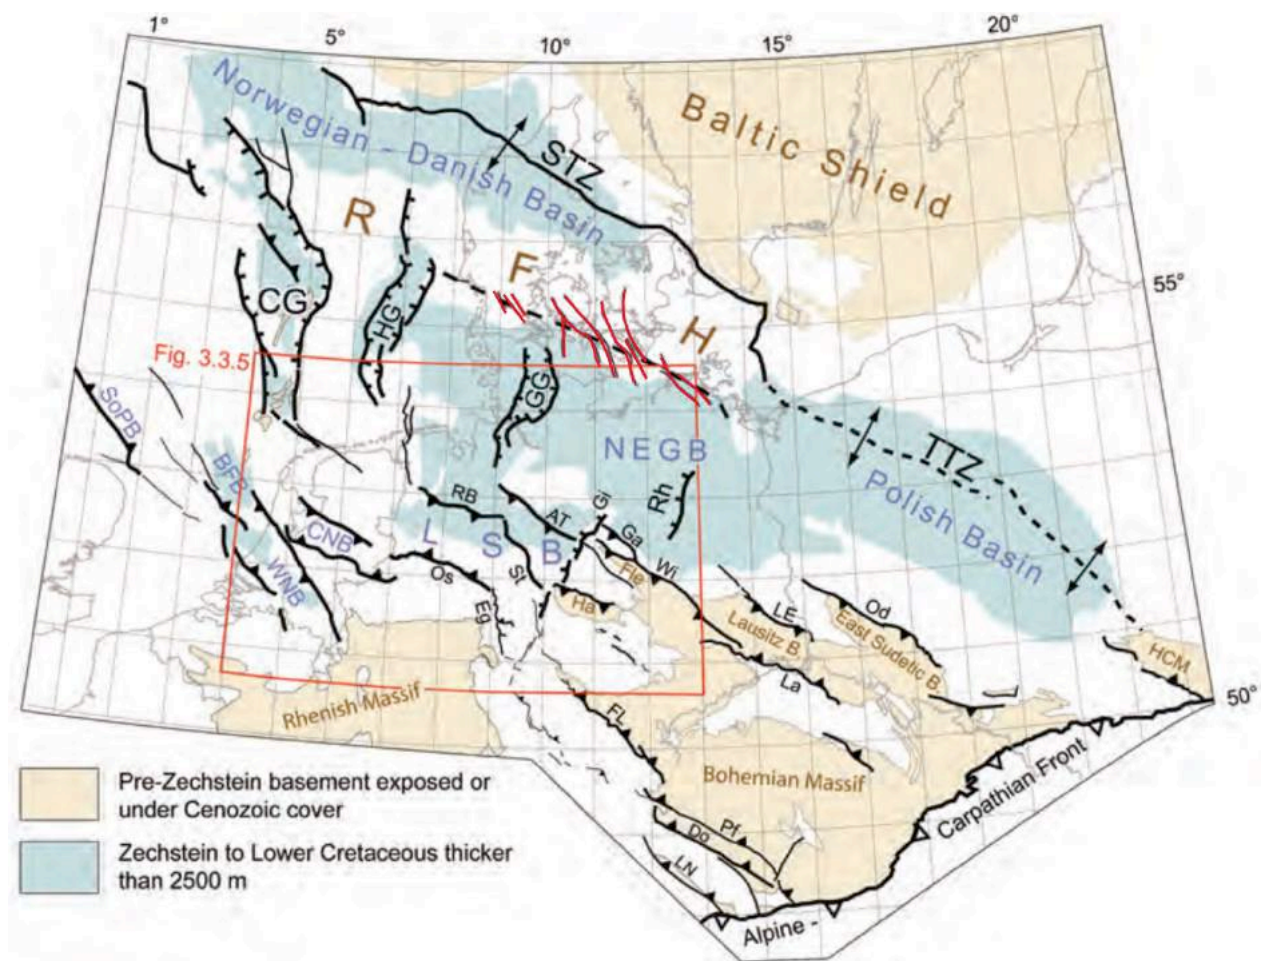 1°
5°
10°
15°
20°
Norwegian - Danish Basin
STZ
Baltic Shield
R
F
H
55°
CG
HG
Fig. 3.3.5
GG
SoPB
BFB
NEGB
TTZ
Polish Basin
RB
AT
Gi
Rh
CNB
L S B
Ga
Wi
Fle
WNB
Os
St
Eg
Ha
LE
Od
Lausitz B.
East Sudetic B.
HCM
La
50°
Rhenish Massif
FL
Bohemian Massif
Carpathian Front
Pf
Do
LN
Alpine -
Pre-Zechstein basement exposed or
under Cenozoic cover
Zechstein to Lower Cretaceous thicker
than 2500 m